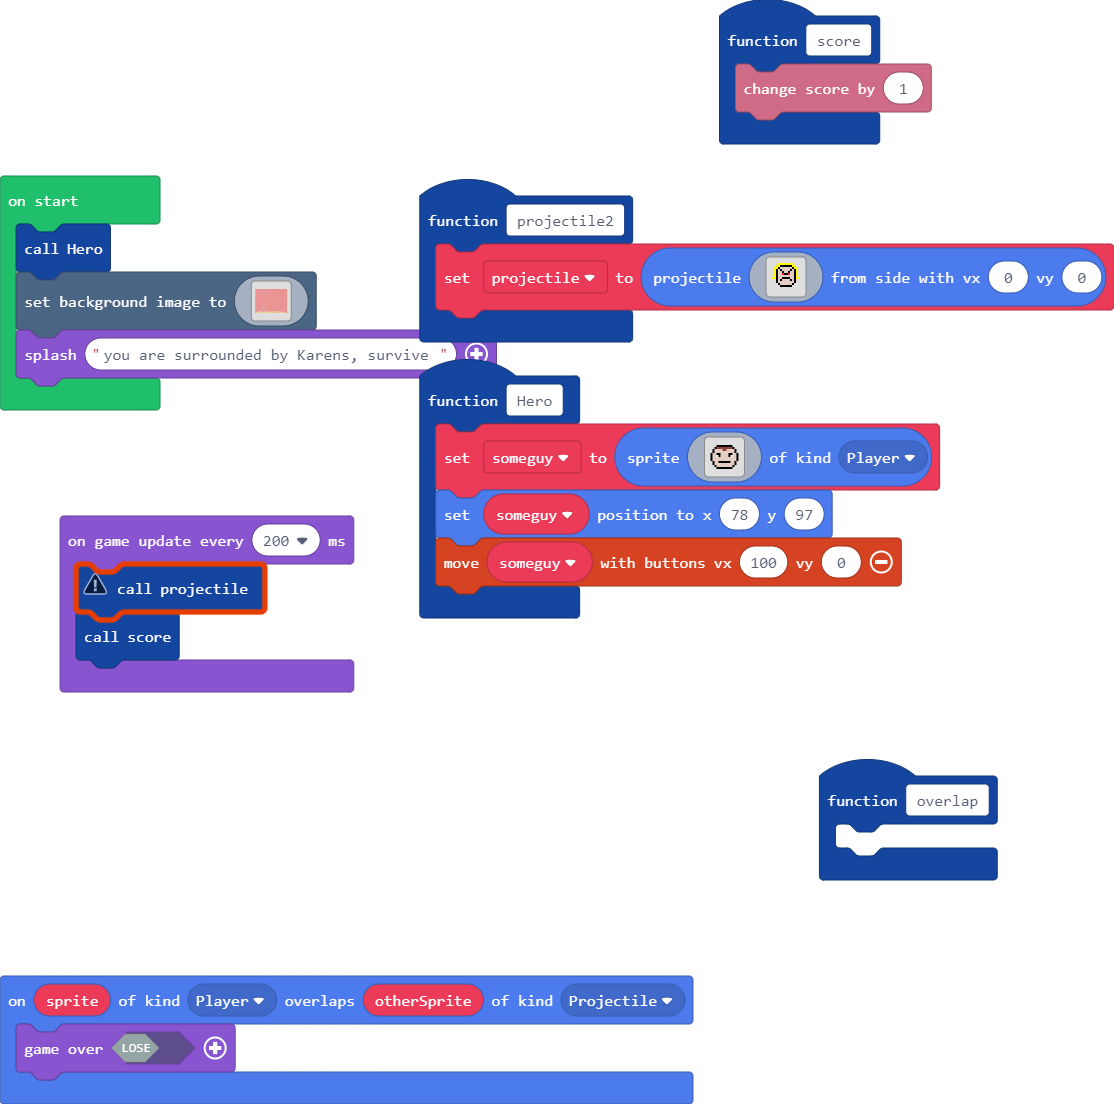 function score
change score by 1
on start
call Hero
set background image to
splash "you are surrounded by Karens, survive "
function projectile2
set projectile to projectile from side with vx 0 vy 0
function Hero
set someguy to sprite of kind Player
set someguy position to x 78 y 97
move someguy with buttons vx 100 vy 0
on game update every 200 ms
call projectile
call score
function overlap
on sprite of kind Player overlaps otherSprite of kind Projectile
game over LOSE